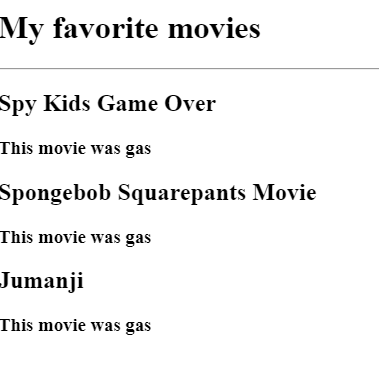 My favorite movies
Spy Kids Game Over
This movie was gas
Spongebob Squarepants Movie
This movie was gas
Jumanji
This movie was gas